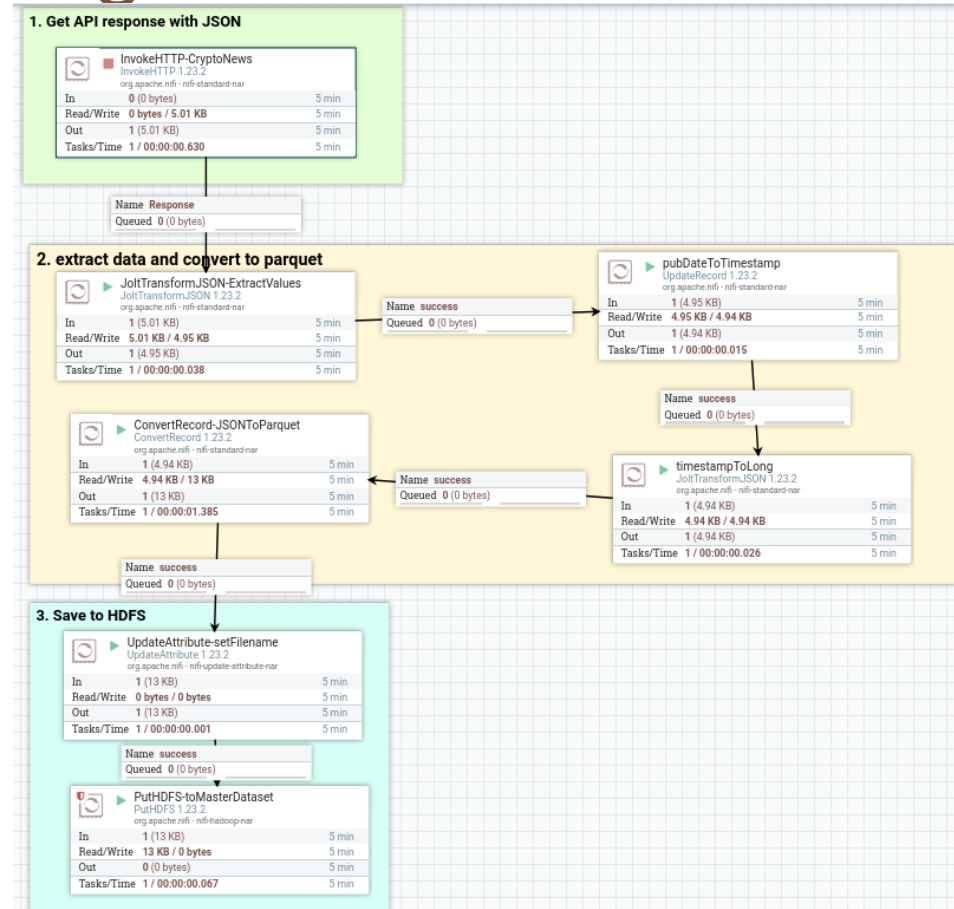 1. Get API response with JSON
InvokeHTTP-CryptoNews
InvokeHTTP 1.23.2
org.apache.nifi - nifi-standard-nar
In 0 (0 bytes) 5 min
Read/Write 0 bytes / 5.01 KB 5 min
Out 1 (5.01 KB) 5 min
Tasks/Time 1 / 00:00:00.630 5 min
Name Response
Queued 0 (0 bytes)
2. extract data and convert to parquet
JoltTransformJSON-ExtractValues
JoltTransformJSON 1.23.2
org.apache.nifi - nifi-standard-nar
In 1 (5.01 KB) 5 min
Read/Write 5.01 KB / 4.95 KB 5 min
Out 1 (4.95 KB) 5 min
Tasks/Time 1 / 00:00:00.038 5 min
Name success
Queued 0 (0 bytes)
pubDateToTimestamp
UpdateRecord 1.23.2
org.apache.nifi - nifi-standard-nar
In 1 (4.95 KB) 5 min
Read/Write 4.95 KB / 4.94 KB 5 min
Out 1 (4.94 KB) 5 min
Tasks/Time 1 / 00:00:00.015 5 min
Name success
Queued 0 (0 bytes)
timestampToLong
JoltTransformJSON 1.23.2
org.apache.nifi - nifi-standard-nar
In 1 (4.94 KB) 5 min
Read/Write 4.94 KB / 4.94 KB 5 min
Out 1 (4.94 KB) 5 min
Tasks/Time 1 / 00:00:00.026 5 min
Name success
Queued 0 (0 bytes)
ConvertRecord-JSONToParquet
ConvertRecord 1.23.2
org.apache.nifi - nifi-standard-nar
In 1 (4.94 KB) 5 min
Read/Write 4.94 KB / 13 KB 5 min
Out 1 (13 KB) 5 min
Tasks/Time 1 / 00:00:01.385 5 min
Name success
Queued 0 (0 bytes)
3. Save to HDFS
UpdateAttribute-setFilename
UpdateAttribute 1.23.2
org.apache.nifi - nifi-update-attribute-nar
In 1 (13 KB) 5 min
Read/Write 0 bytes / 0 bytes 5 min
Out 1 (13 KB) 5 min
Tasks/Time 1 / 00:00:00.001 5 min
Name success
Queued 0 (0 bytes)
PutHDFS-toMasterDataset
PutHDFS 1.23.2
org.apache.nifi - nifi-hadoop-nar
In 1 (13 KB) 5 min
Read/Write 13 KB / 0 bytes 5 min
Out 0 (0 bytes) 5 min
Tasks/Time 1 / 00:00:00.067 5 min